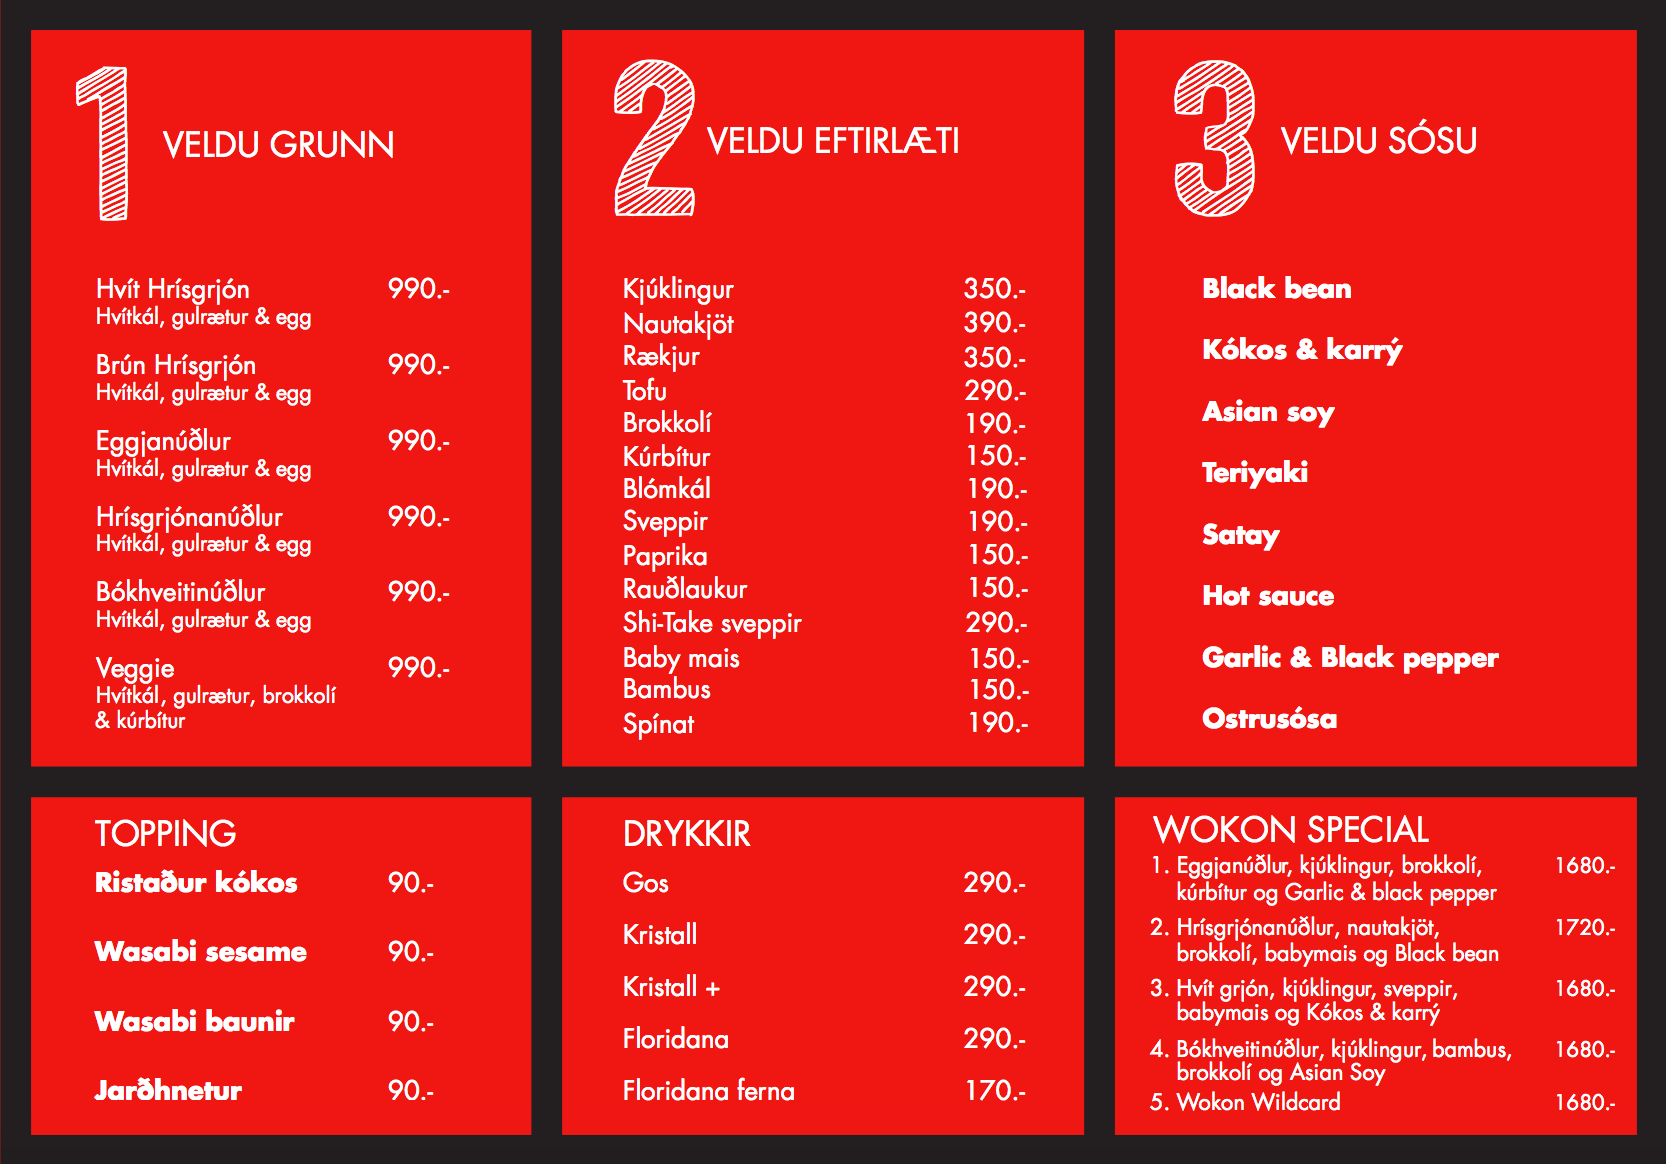 1 VELDU GRUNN
Hvít Hrísgrjón 990.-
Hvítkál, gulrætur & egg
Brún Hrísgrjón 990.-
Hvítkál, gulrætur & egg
Eggjanúðlur 990.-
Hvítkál, gulrætur & egg
Hrísgrjónanúðlur 990.-
Hvítkál, gulrætur & egg
Bókhveitinúðlur 990.-
Hvítkál, gulrætur & egg
Veggie 990.-
Hvítkál, gulrætur, brokkolí
& kúrbítur
2 VELDU EFTIRLÆTI
Kjúklingur 350.-
Nautakjöt 390.-
Rækjur 350.-
Tofu 290.-
Brokkolí 190.-
Kúrbítur 150.-
Blómkál 190.-
Sveppir 190.-
Paprika 150.-
Rauðlaukur 150.-
Shi-Take sveppir 290.-
Baby mais 150.-
Bambus 150.-
Spínat 190.-
3 VELDU SÓSU
Black bean
Kókos & karrý
Asian soy
Teriyaki
Satay
Hot sauce
Garlic & Black pepper
Ostrusósa
TOPPING
Ristaður kókos 90.-
Wasabi sesame 90.-
Wasabi baunir 90.-
Jarðhnetur 90.-
DRYKKIR
Gos 290.-
Kristall 290.-
Kristall + 290.-
Floridana 290.-
Floridana ferna 170.-
WOKON SPECIAL
1. Eggjanúðlur, kjúklingur, brokkolí, 1680.-
kúrbítur og Garlic & black pepper
2. Hrísgrjónanúðlur, nautakjöt, 1720.-
brokkolí, babymais og Black bean
3. Hvít grjón, kjúklingur, sveppir, 1680.-
babymais og Kókos & karrý
4. Bókhveitinúðlur, kjúklingur, bambus, 1680.-
brokkolí og Asian Soy
5. Wokon Wildcard 1680.-